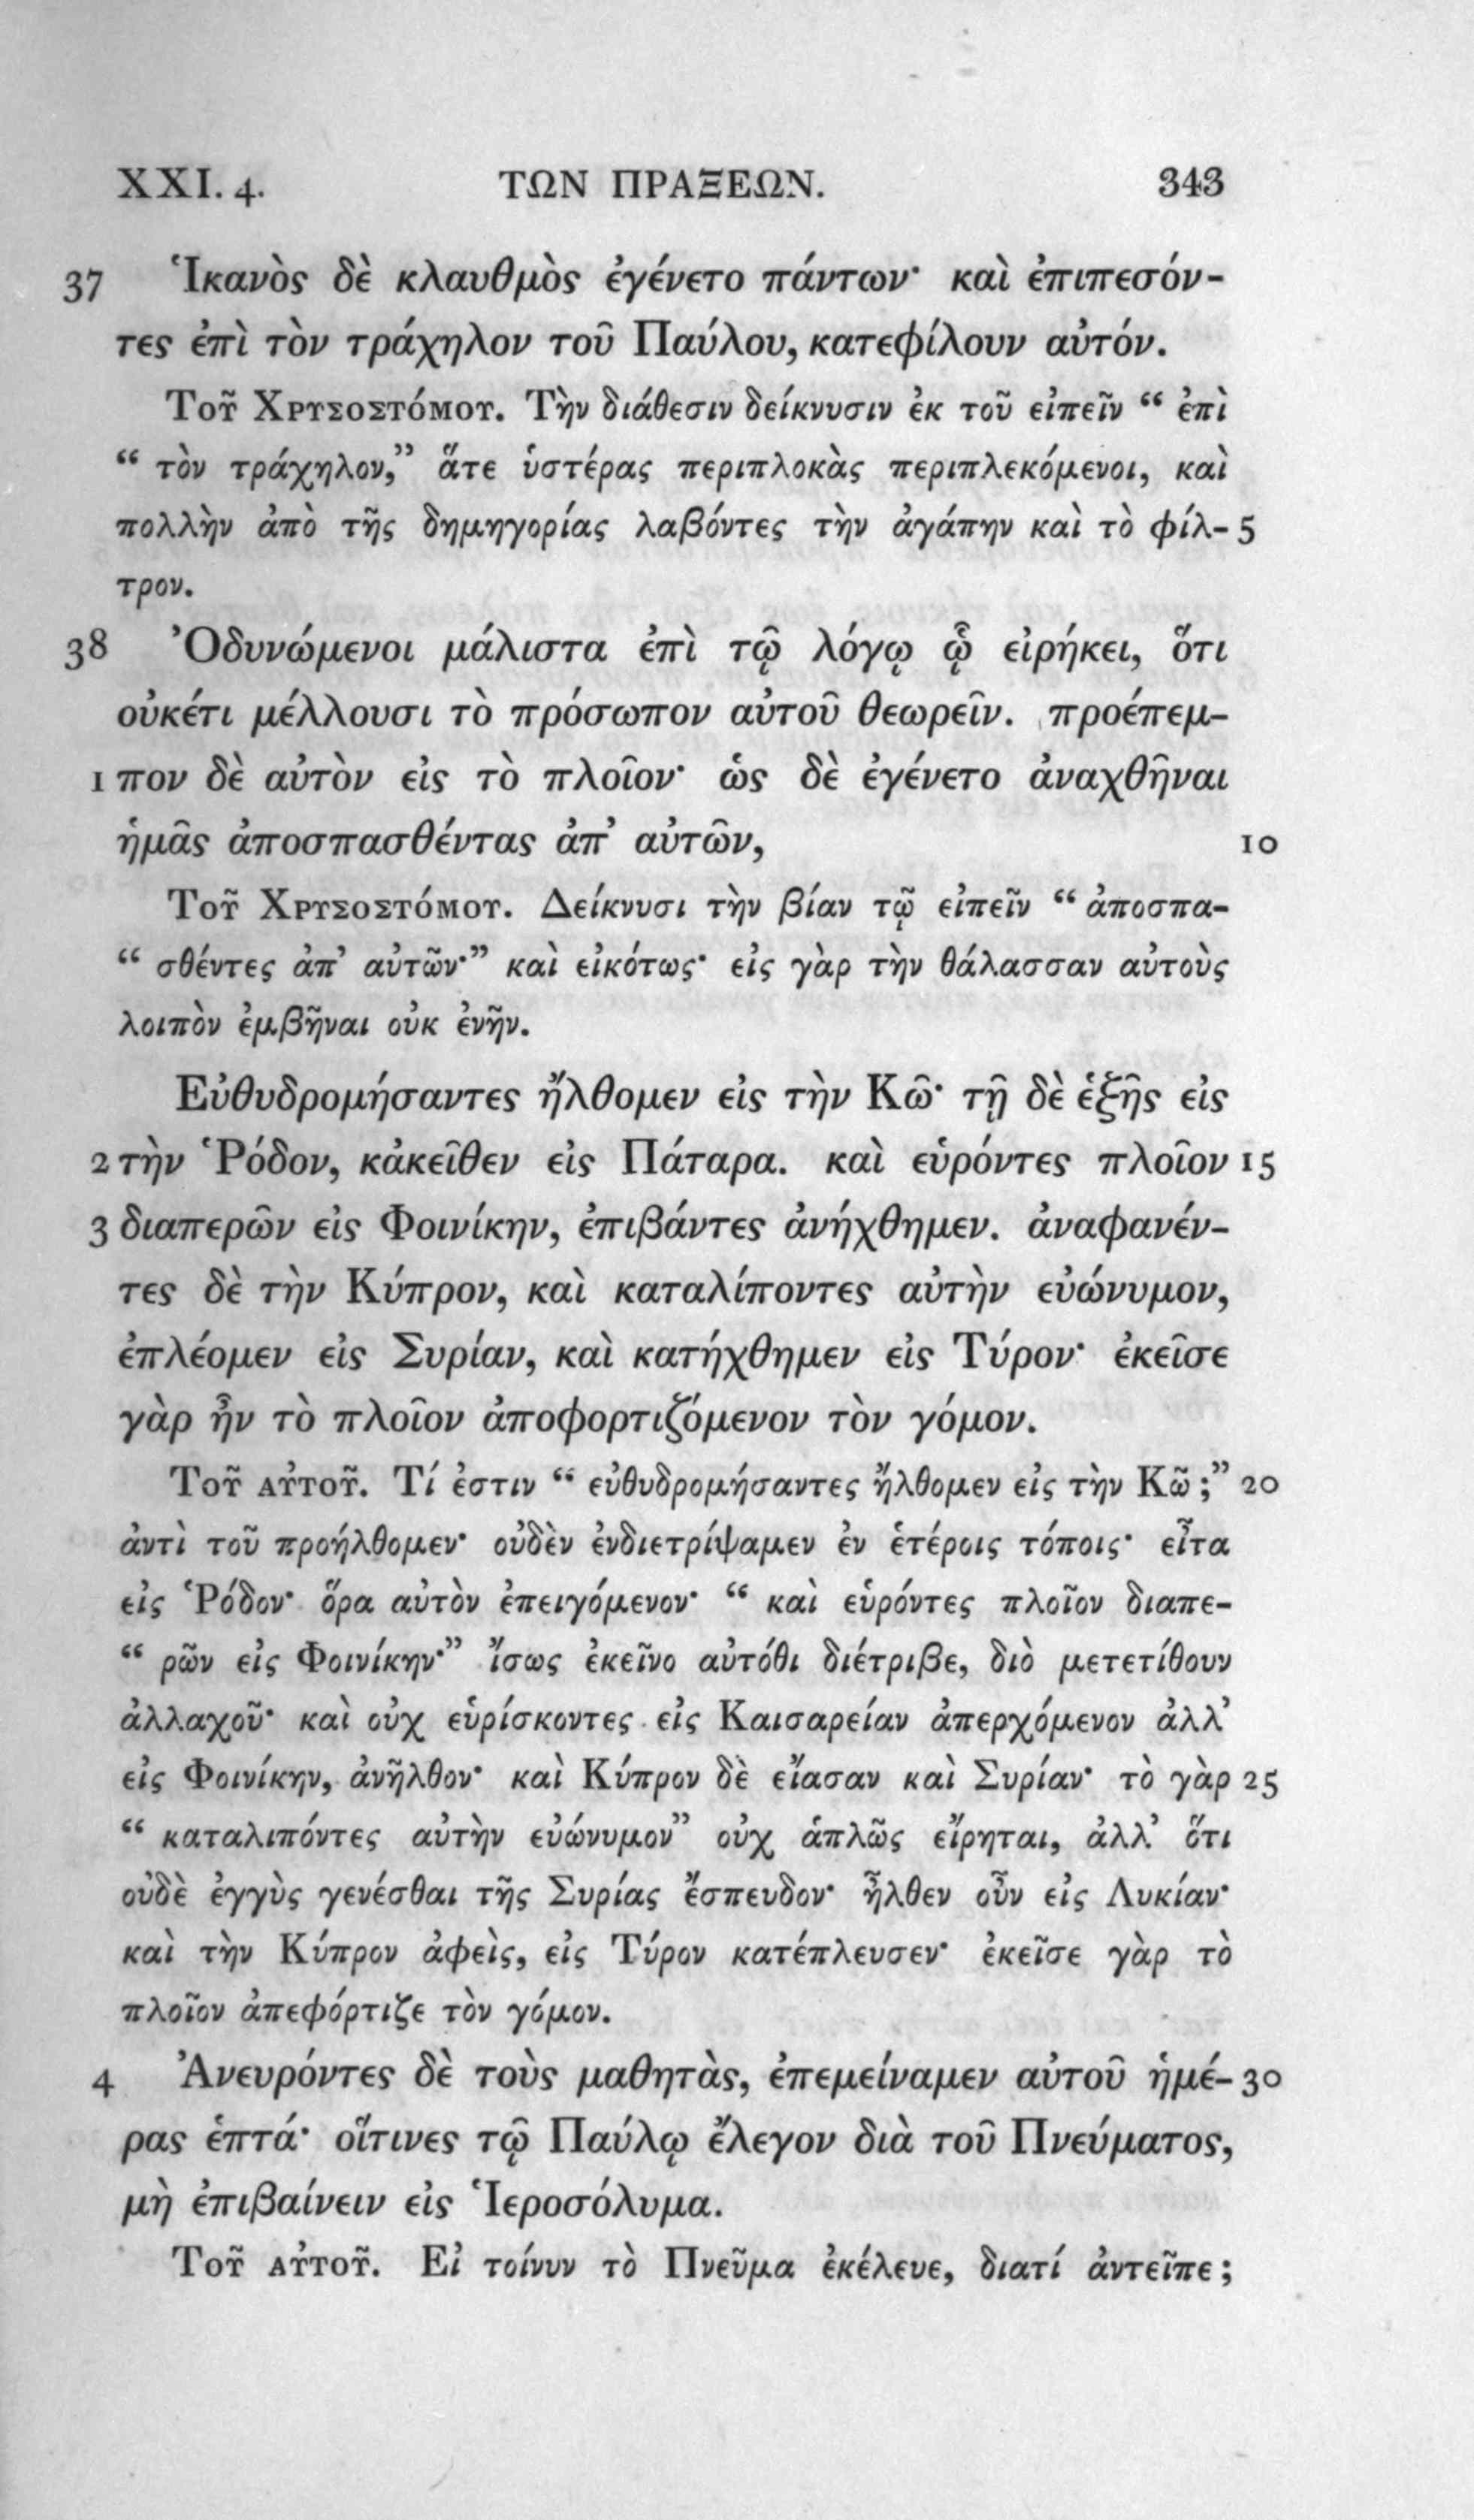 XXI. 4. ΤΩΝ ΠΡΑΞΕΩΝ. 343
37 Ἱκανὸς δὲ κλαυθμὸς ἐγένετο πάντων· καὶ ἐπιπεσόν-
τες ἐπὶ τὸν τράχηλον τοῦ Παύλου, κατεφίλουν αὐτόν.
Τοῦ Χρυσοστόμου. Τὴν διάθεσιν δείκνυσιν ἐκ τοῦ εἰπεῖν “ ἐπὶ
“ τὸν τράχηλον,” ἅτε ὑστέρας περιπλοκὰς περιπλεκόμενοι, καὶ
πολλὴν ἀπὸ τῆς δημηγορίας λαβόντες τὴν ἀγάπην καὶ τὸ φίλ- 5
τρον.
38 Ὀδυνώμενοι μάλιστα ἐπὶ τῷ λόγῳ ᾧ εἰρήκει, ὅτι
οὐκέτι μέλλουσι τὸ πρόσωπον αὐτοῦ θεωρεῖν. προέπεμ-
1 πον δὲ αὐτὸν εἰς τὸ πλοῖον· ὡς δὲ ἐγένετο ἀναχθῆναι
ἡμᾶς ἀποσπασθέντας ἀπ’ αὐτῶν, 10
Τοῦ Χρυσοστόμου. Δείκνυσι τὴν βίαν τῷ εἰπεῖν “ ἀποσπα-
“ σθέντες ἀπ’ αὐτῶν·” καὶ εἰκότως· εἰς γὰρ τὴν θάλασσαν αὐτοὺς
λοιπὸν ἐμβῆναι οὐκ ἐνῆν.
Εὐθυδρομήσαντες ἤλθομεν εἰς τὴν Κῶ· τῇ δὲ ἑξῆς εἰς
2 τὴν Ῥόδον, κἀκεῖθεν εἰς Πάταρα. καὶ εὑρόντες πλοῖον 15
3 διαπερῶν εἰς Φοινίκην, ἐπιβάντες ἀνήχθημεν. ἀναφανέν-
τες δὲ τὴν Κύπρον, καὶ καταλίποντες αὐτὴν εὐώνυμον,
ἐπλέομεν εἰς Συρίαν, καὶ κατήχθημεν εἰς Τύρον· ἐκεῖσε
γὰρ ἦν τὸ πλοῖον ἀποφορτιζόμενον τὸν γόμον.
Τοῦ αὐτοῦ. Τί ἐστιν “ εὐθυδρομήσαντες ἤλθομεν εἰς τὴν Κῶ ;” 20
ἀντὶ τοῦ προήλθομεν· οὐδὲν ἐνδιετρίψαμεν ἐν ἑτέροις τόποις· εἶτα
εἰς Ῥόδον· ὅρα αὐτὸν ἐπειγόμενον· “ καὶ εὑρόντες πλοῖον διαπε-
“ ρῶν εἰς Φοινίκην·” ἴσως ἐκεῖνο αὐτόθι διέτριβε, διὸ μετετίθουν
ἀλλαχοῦ· καὶ οὐχ εὑρίσκοντες εἰς Καισαρείαν ἀπερχόμενον ἀλλ’
εἰς Φοινίκην, ἀνῆλθον· καὶ Κύπρον δὲ εἴασαν καὶ Συρίαν· τὸ γὰρ 25
“ καταλιπόντες αὐτὴν εὐώνυμον” οὐχ ἁπλῶς εἴρηται, ἀλλ’ ὅτι
οὐδὲ ἐγγὺς γενέσθαι τῆς Συρίας ἔσπευδον· ἦλθεν οὖν εἰς Λυκίαν·
καὶ τὴν Κύπρον ἀφεὶς, εἰς Τύρον κατέπλευσεν· ἐκεῖσε γὰρ τὸ
πλοῖον ἀπεφόρτιζε τὸν γόμον.
4 Ἀνευρόντες δὲ τοὺς μαθητὰς, ἐπεμείναμεν αὐτοῦ ἡμέ- 30
ρας ἑπτά· οἵτινες τῷ Παύλῳ ἔλεγον διὰ τοῦ Πνεύματος,
μὴ ἐπιβαίνειν εἰς Ἱεροσόλυμα.
Τοῦ αὐτοῦ. Εἰ τοίνυν τὸ Πνεῦμα ἐκέλευε, διατί ἀντεῖπε ;